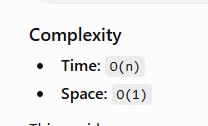 Complexity
• Time: O(n)
• Space: O(1)